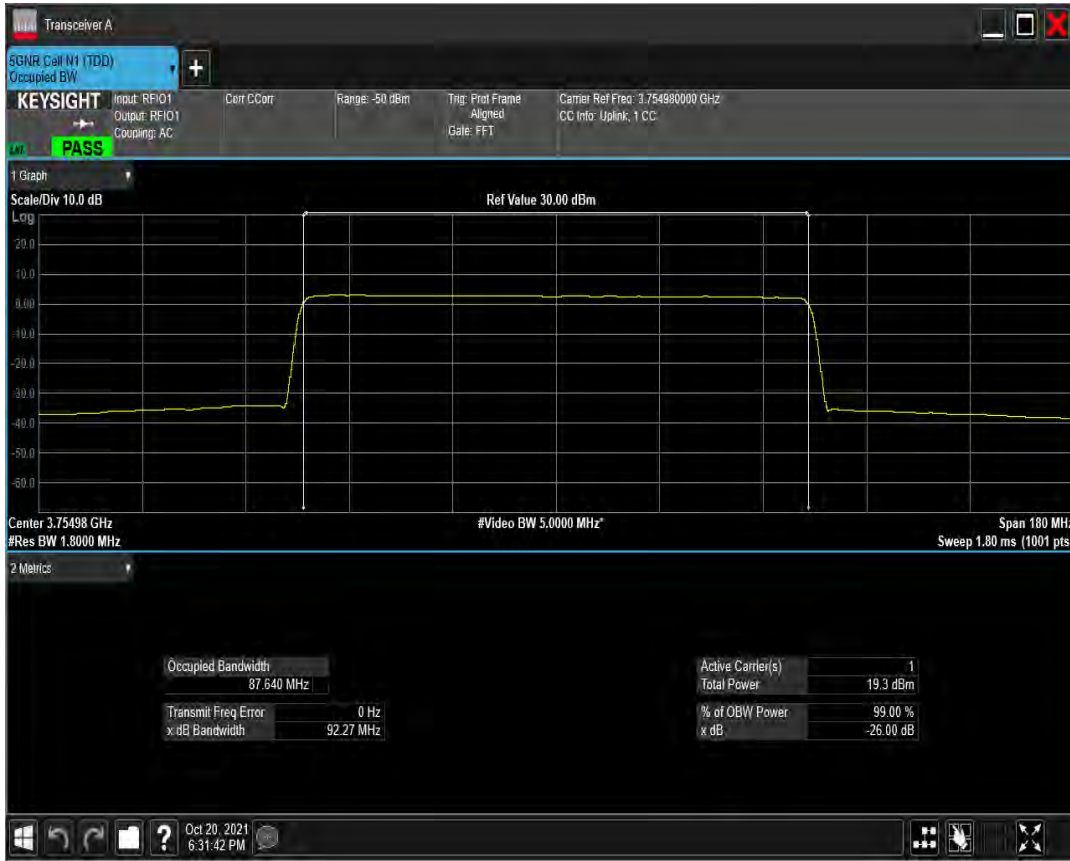 Transceiver A
5GNR Cell N1 (TDD)
Occupied BW
+
KEYSIGHT
Input: RFIO1
Output: RFIO1
Coupling: AC
PASS
Corr CCorr
Range: -50 dBm
Trig: Prot Frame
Aligned
Gate: FFT
Carrier Ref Freq: 3.754980000 GHz
CC Info: Uplink, 1 CC
1 Graph
Scale/Div 10.0 dB
Ref Value 30.00 dBm
Log
20.0
10.0
0.00
-10.0
-20.0
-30.0
-40.0
-50.0
-60.0
Center 3.75498 GHz
#Video BW 5.0000 MHz*
Span 180 MHz
#Res BW 1.8000 MHz
Sweep 1.80 ms (1001 pts
2 Metrics
Occupied Bandwidth
87.640 MHz
Transmit Freq Error 0 Hz
x dB Bandwidth 92.27 MHz
Active Carrier(s) 1
Total Power 19.3 dBm
% of OBW Power 99.00 %
x dB -26.00 dB
?
Oct 20, 2021
6:31:42 PM